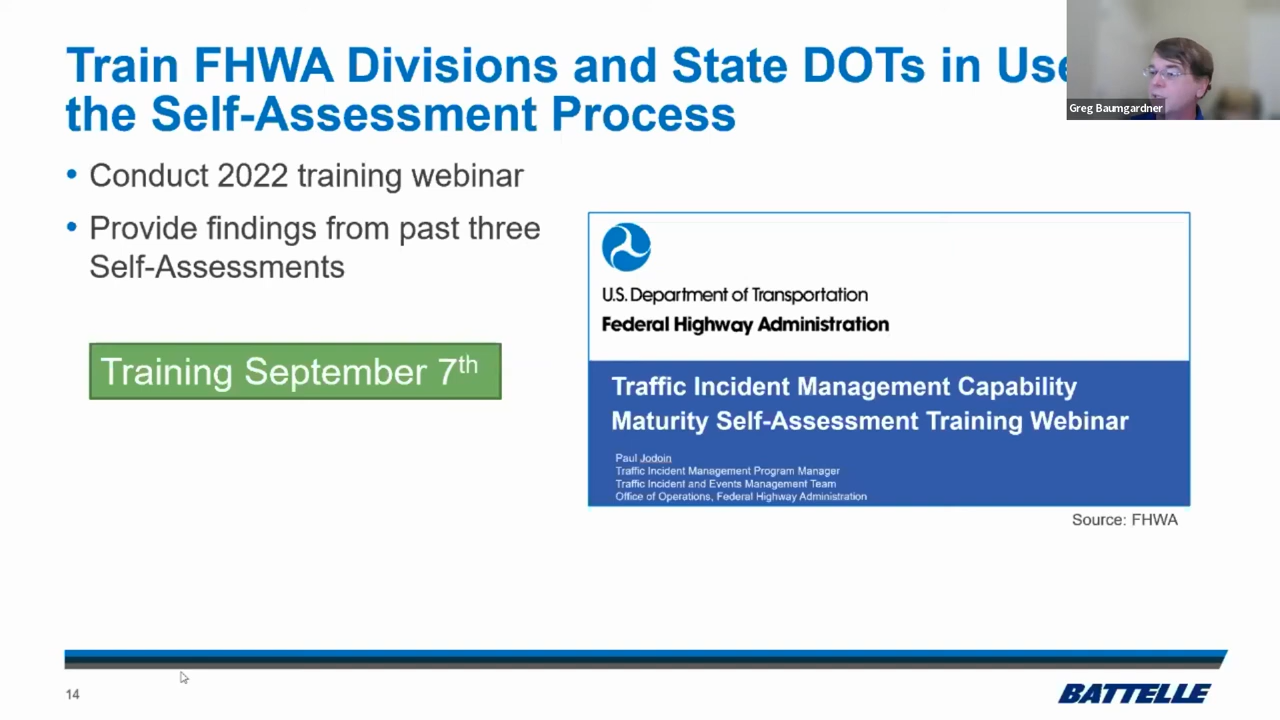 Train FHWA Divisions and State DOTs in Use
the Self-Assessment Process
Greg Baumgardner
• Conduct 2022 training webinar
• Provide findings from past three
Self-Assessments
Training September 7th
U.S. Department of Transportation
Federal Highway Administration
Traffic Incident Management Capability
Maturity Self-Assessment Training Webinar
Paul Jodoin
Traffic Incident Management Program Manager
Traffic Incident and Events Management Team
Office of Operations, Federal Highway Administration
Source: FHWA
14
BATTELLE